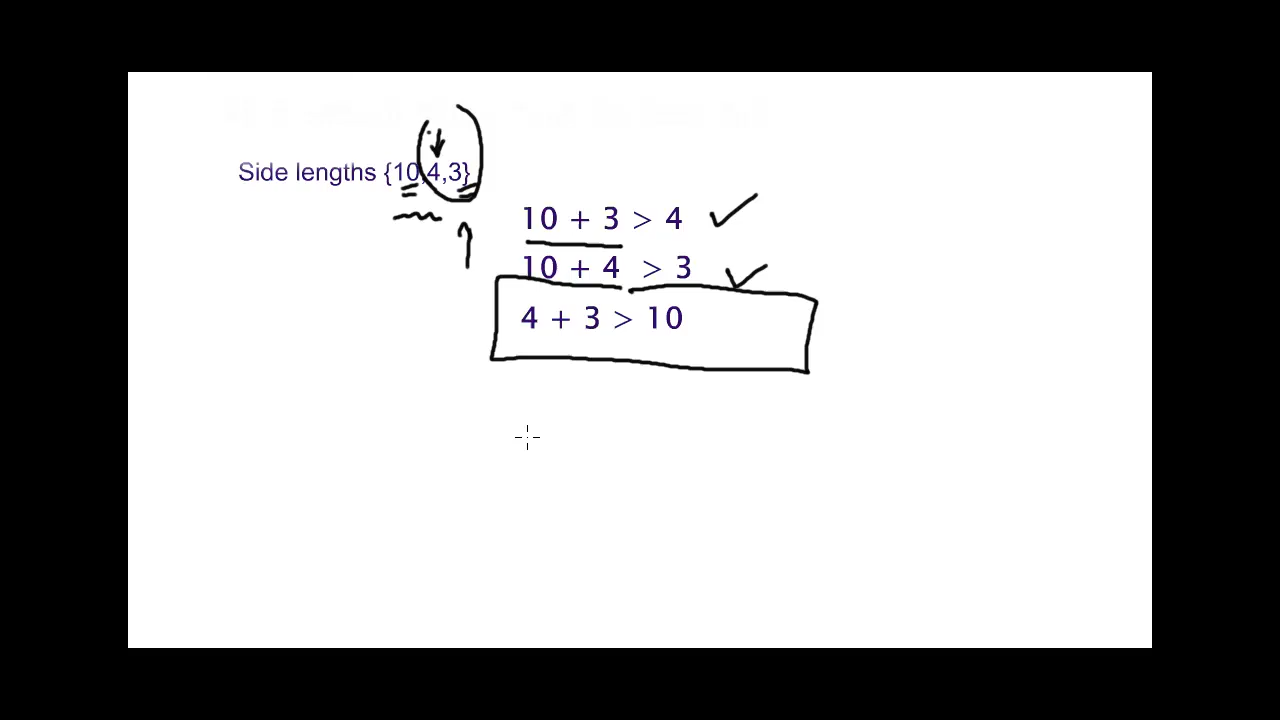 Side lengths {10,4,3}
10 + 3 > 4
10 + 4 > 3
4 + 3 > 10